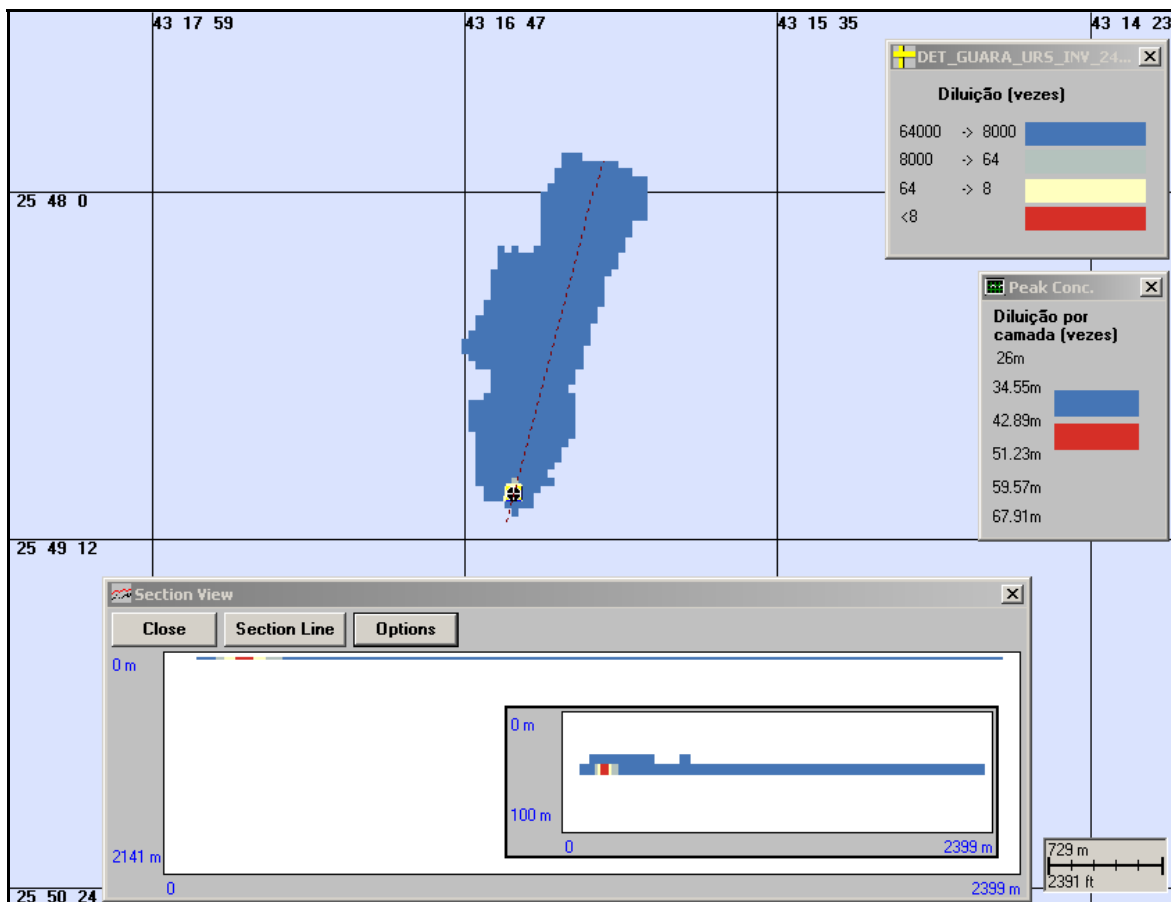 43 17 59
43 16 47
43 15 35
43 14 23
DET_GUARA_URS_INV_24...
Diluição (vezes)
64000 -> 8000
8000 -> 64
64 -> 8
<8
25 48 0
Peak Conc.
Diluição por
camada (vezes)
26m
34.55m
42.89m
51.23m
59.57m
67.91m
25 49 12
Section View
Close Section Line Options
0 m
2141 m
0 2399 m
0 m
100 m
0 2399 m
729 m
2391 ft
25 50 24